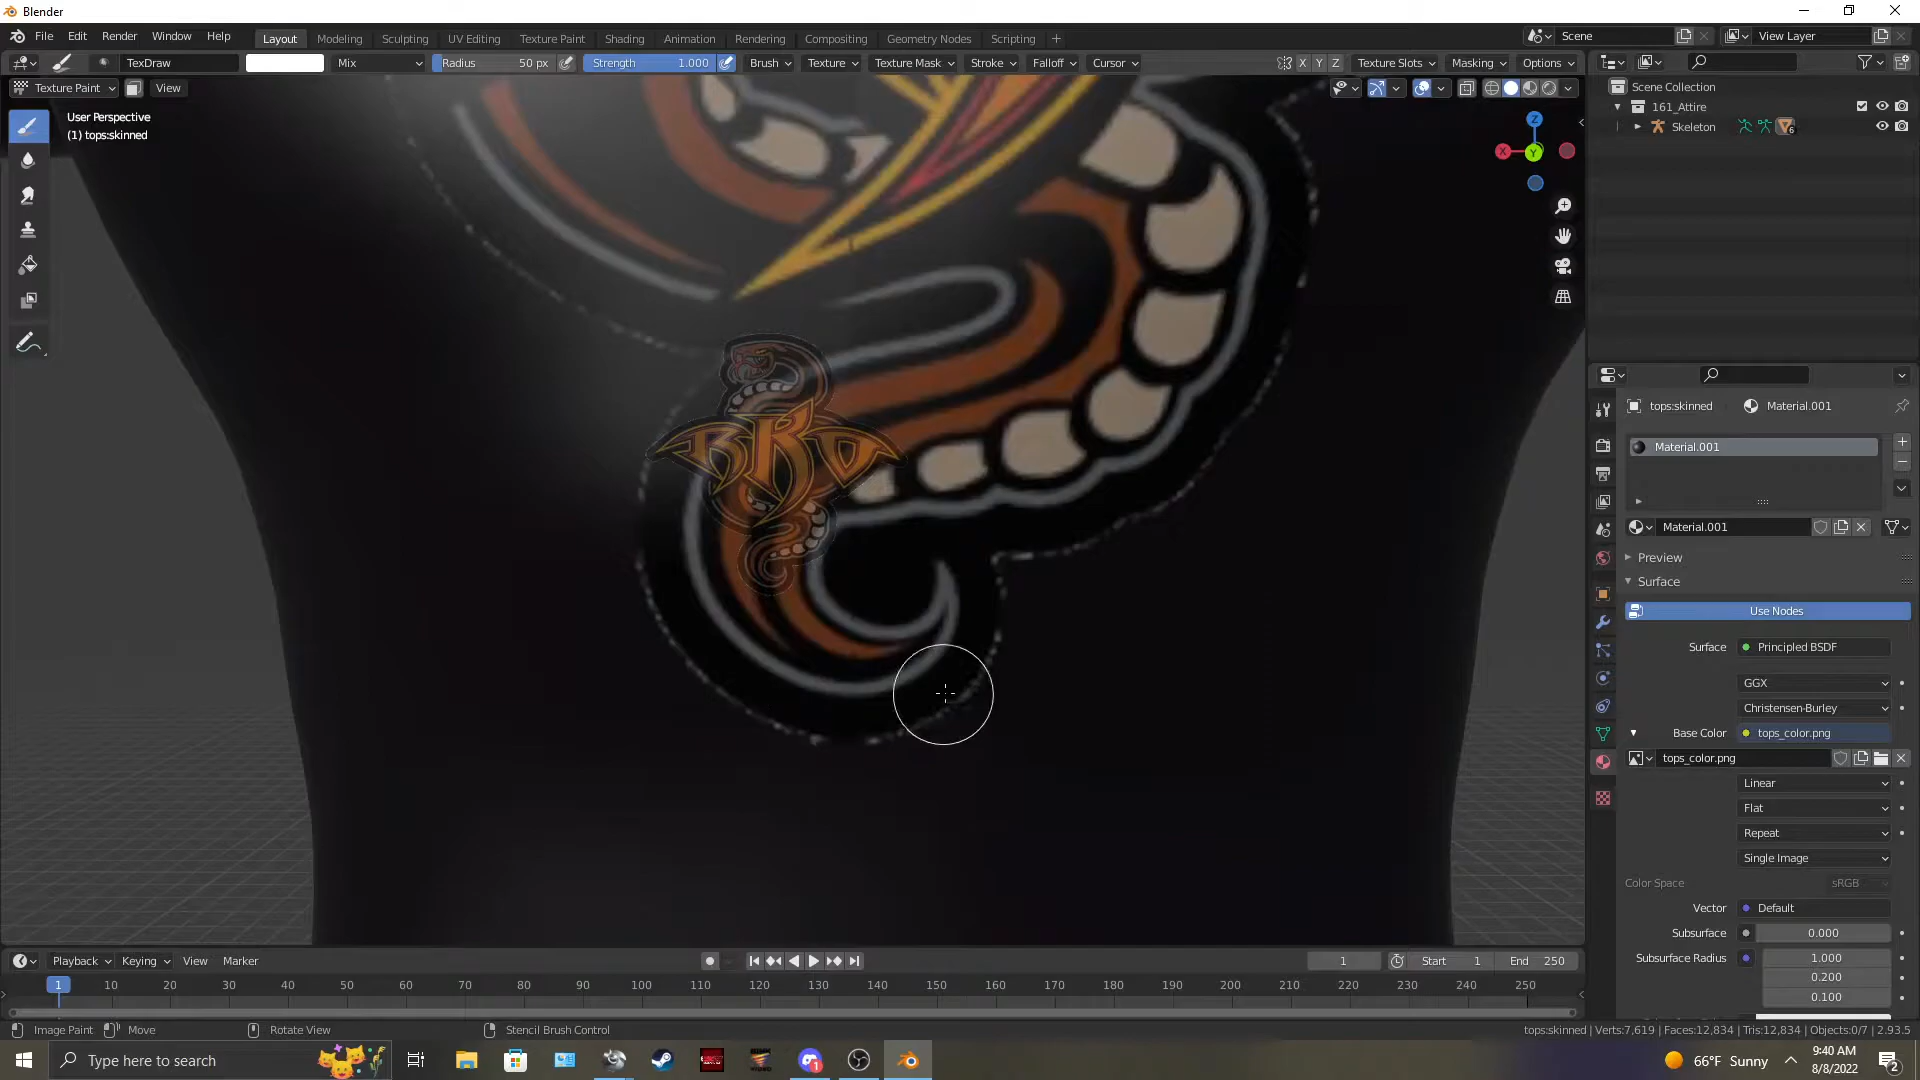 Blender
File Edit Render Window Help Layout Modeling Sculpting UV Editing Texture Paint Shading Animation Rendering Compositing Geometry Nodes Scripting + Scene View Layer
TexDraw Mix Radius 50 px Strength 1.000 Brush Texture Texture Mask Stroke Falloff Cursor X Y Z Texture Slots Masking Options
Texture Paint View
User Perspective
(1) tops:skinned
Z
X
Y
BKD
Scene Collection
161_Attire
Skeleton
6
tops:skinned Material.001
Material.001
Material.001
Preview
Surface
Use Nodes
Surface Principled BSDF
GGX
Christensen-Burley
Base Color tops_color.png
tops_color.png
Linear
Flat
Repeat
Single Image
Color Space sRGB
Vector Default
Subsurface 0.000
Subsurface Radius 1.000
0.200
0.100
Playback Keying View Marker 1 Start 1 End 250
1 10 20 30 40 50 60 70 80 90 100 110 120 130 140 150 160 170 180 190 200 210 220 230 240 250
Image Paint Move Rotate View Stencil Brush Control tops:skinned | Verts:7,619 | Faces:12,834 | Tris:12,834 | Objects:0/7 | 2.93.5
Type here to search 1 66°F Sunny 9:40 AM
8/8/2022 2